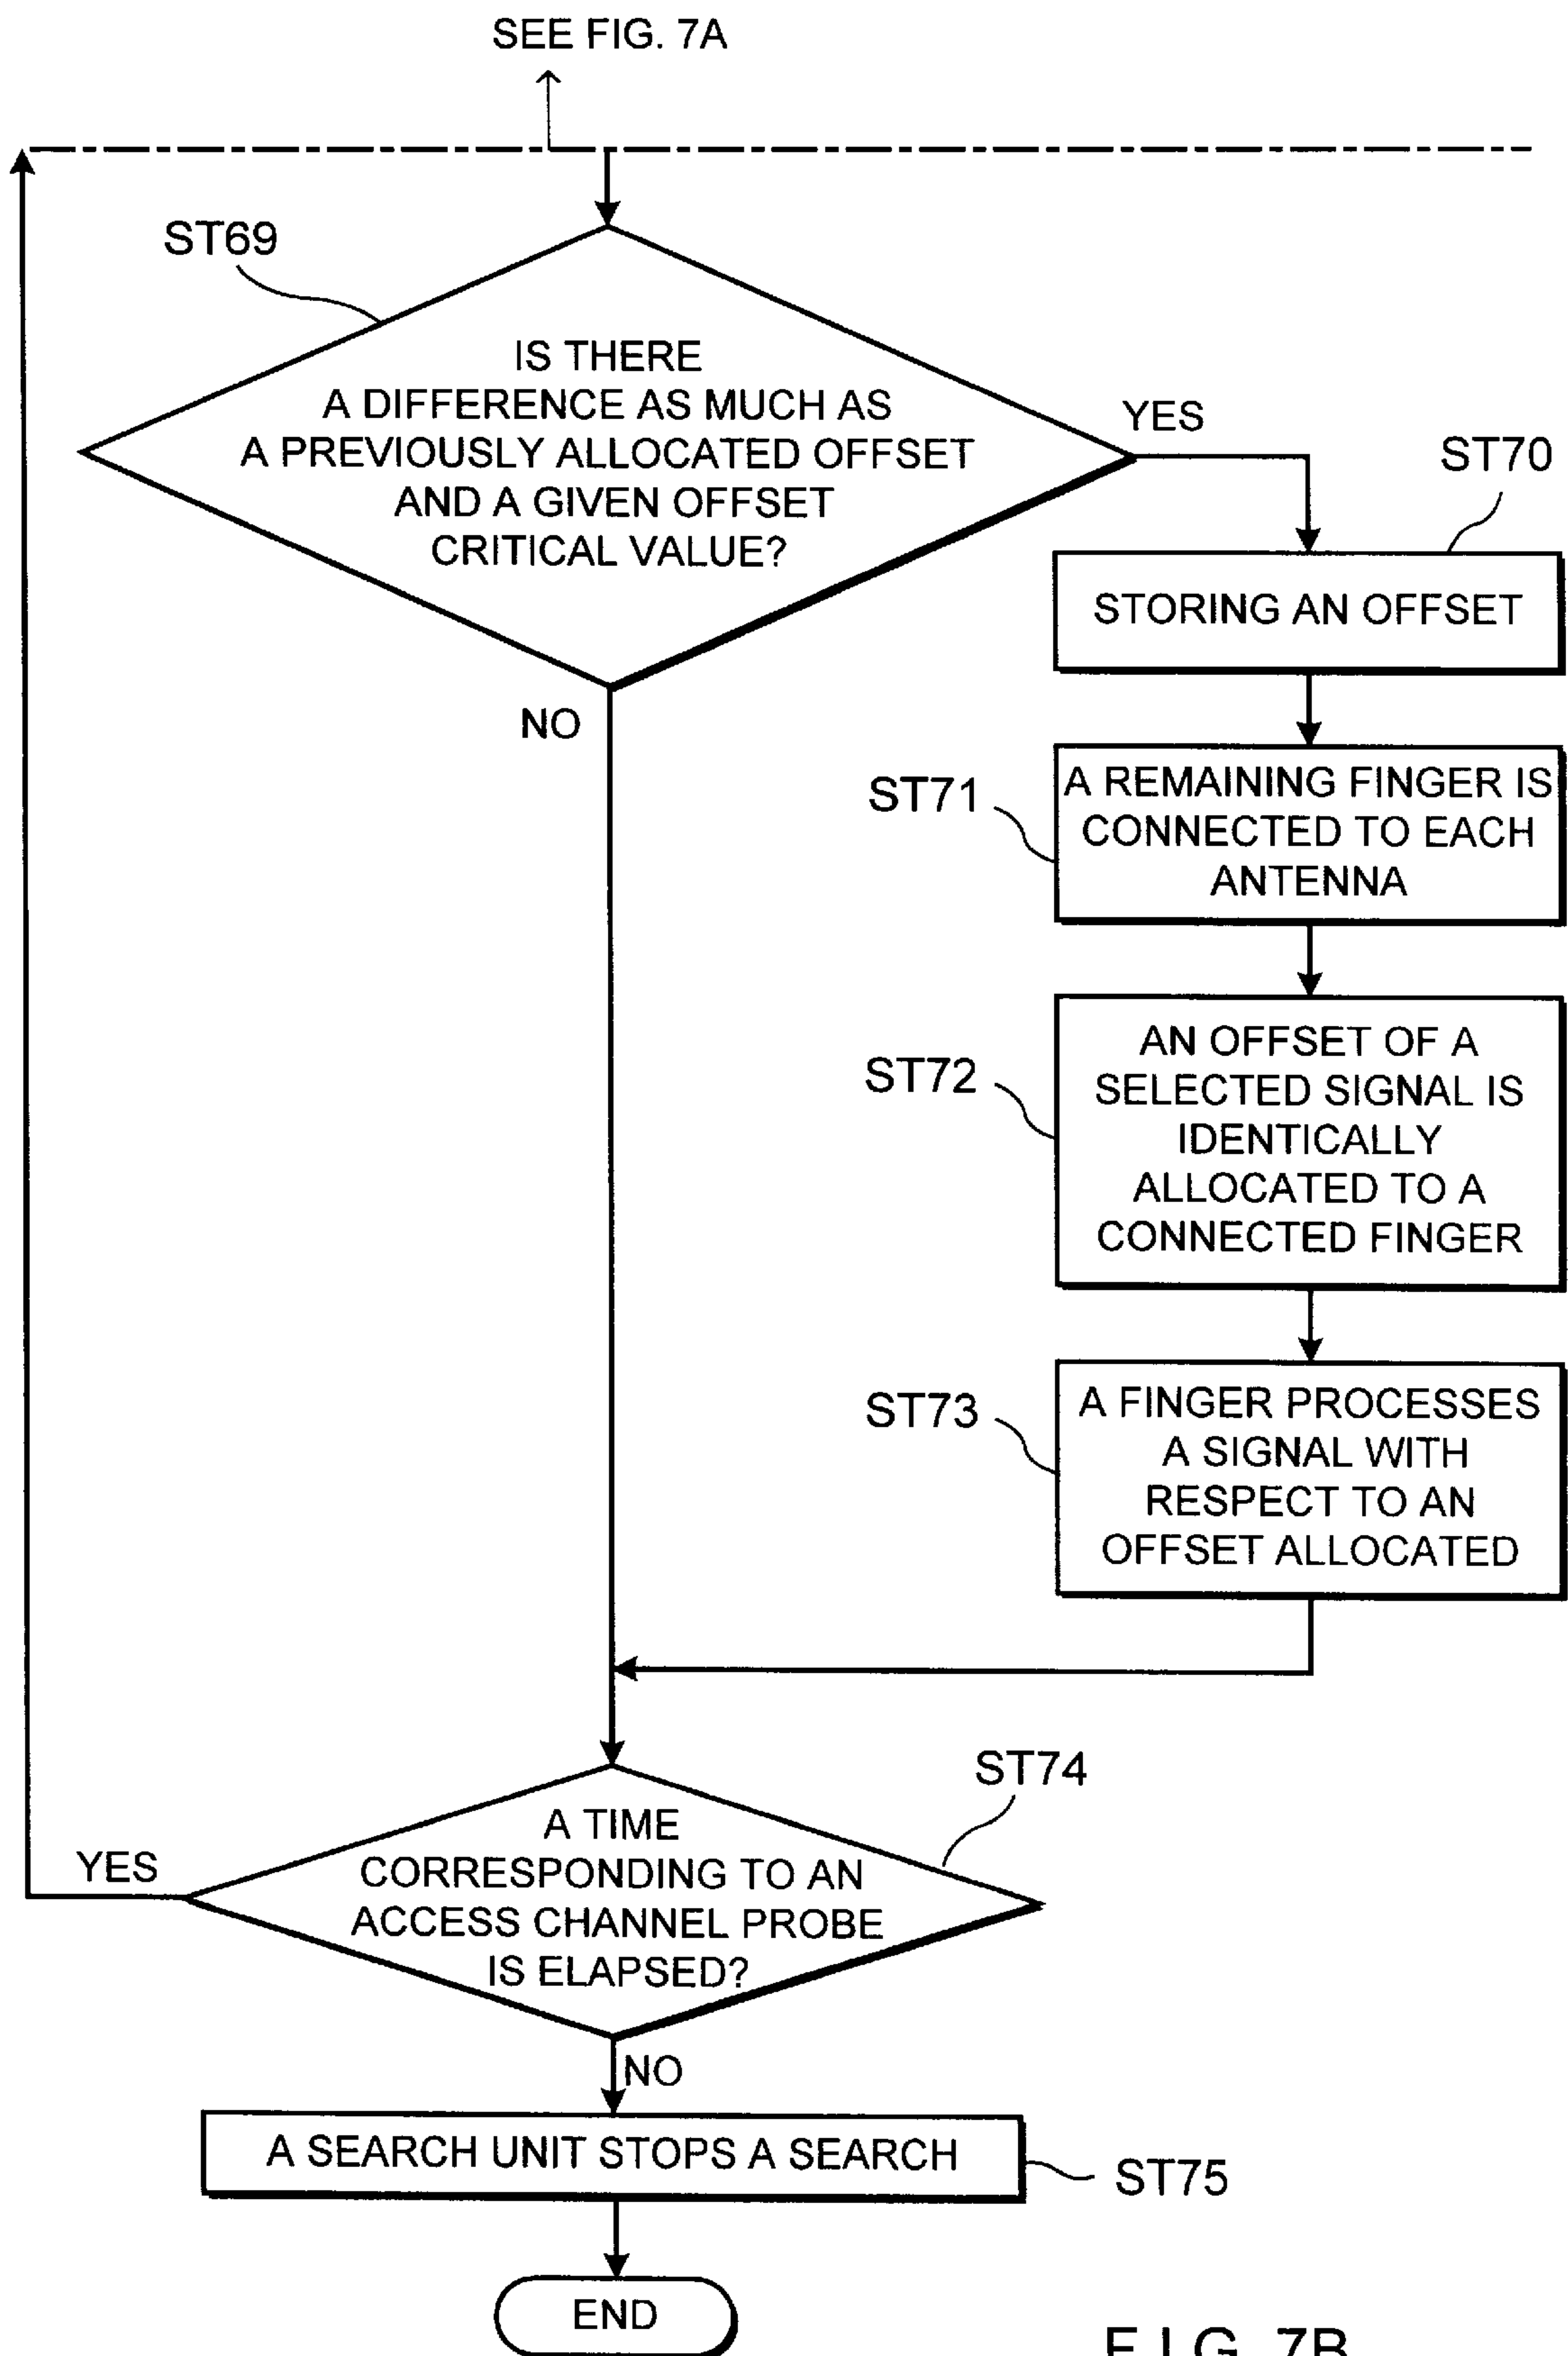 SEE FIG. 7A
ST69
IS THERE
A DIFFERENCE AS MUCH AS
A PREVIOUSLY ALLOCATED OFFSET
AND A GIVEN OFFSET
CRITICAL VALUE?
YES
NO
ST70
STORING AN OFFSET
ST71
A REMAINING FINGER IS
CONNECTED TO EACH
ANTENNA
ST72
AN OFFSET OF A
SELECTED SIGNAL IS
IDENTICALLY
ALLOCATED TO A
CONNECTED FINGER
ST73
A FINGER PROCESSES
A SIGNAL WITH
RESPECT TO AN
OFFSET ALLOCATED
ST74
A TIME
CORRESPONDING TO AN
ACCESS CHANNEL PROBE
IS ELAPSED?
YES
NO
A SEARCH UNIT STOPS A SEARCH
ST75
END
FIG. 7B